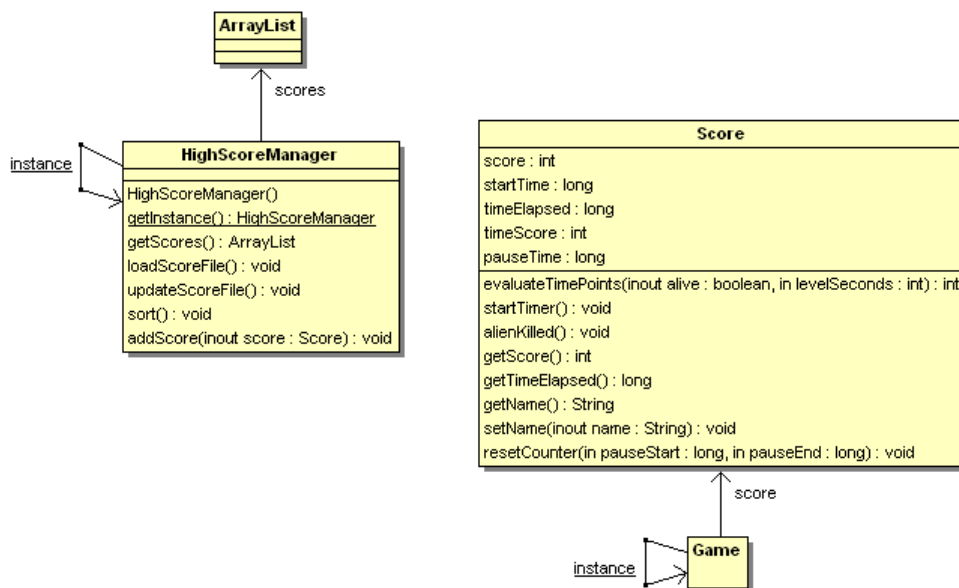 ArrayList
scores
HighScoreManager
instance
HighScoreManager()
getInstance() : HighScoreManager
getScores() : ArrayList
loadScoreFile() : void
updateScoreFile() : void
sort() : void
addScore(inout score : Score) : void
Score
score : int
startTime : long
timeElapsed : long
timeScore : int
pauseTime : long
evaluateTimePoints(inout alive : boolean, in levelSeconds : int) : int
startTimer() : void
alienKilled() : void
getScore() : int
getTimeElapsed() : long
getName() : String
setName(inout name : String) : void
resetCounter(in pauseStart : long, in pauseEnd : long) : void
score
Game
instance